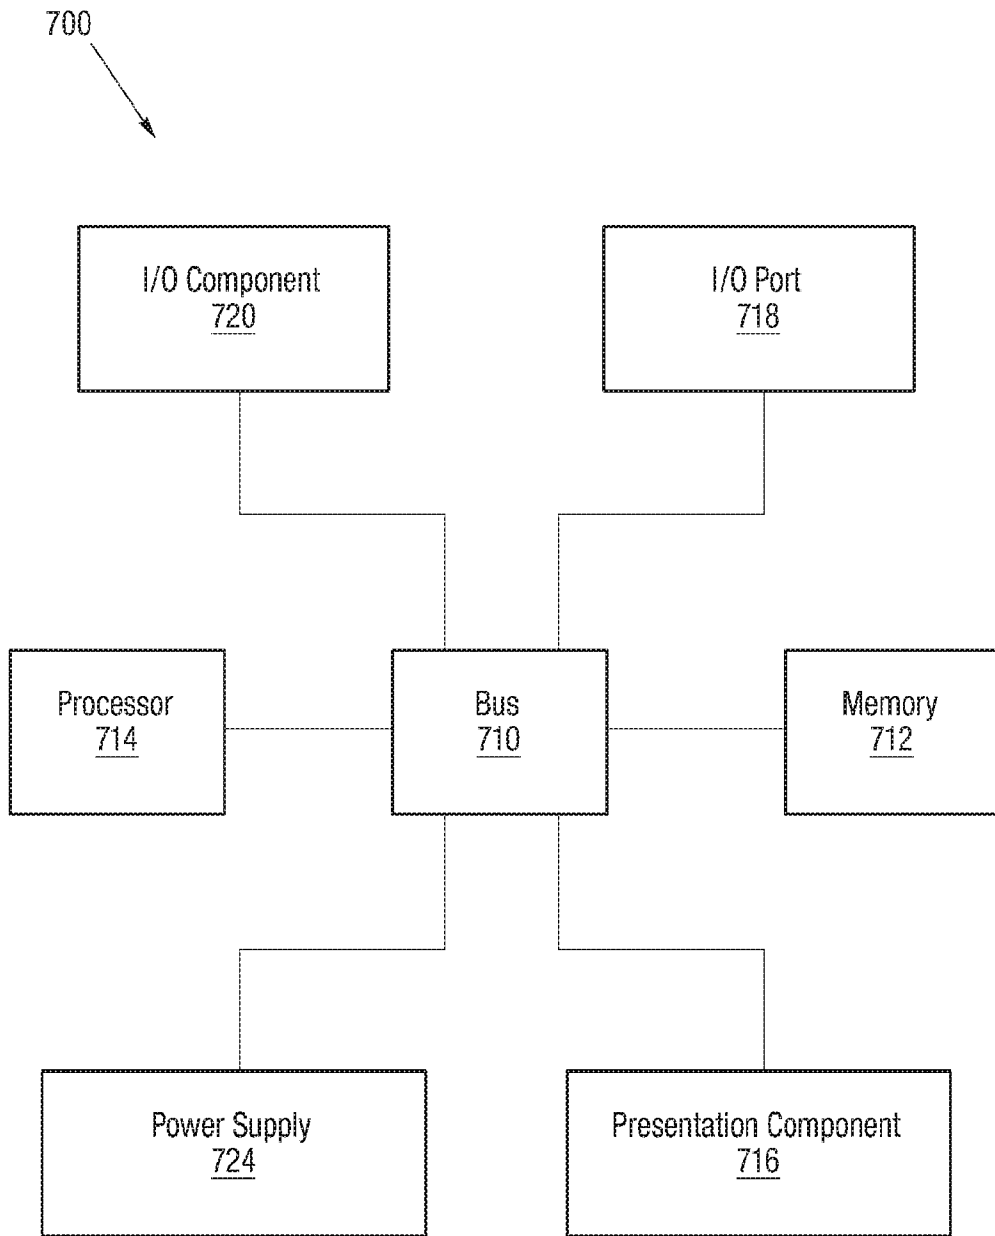 700
I/O Component
720
I/O Port
718
Processor
714
Bus
710
Memory
712
Power Supply
724
Presentation Component
716